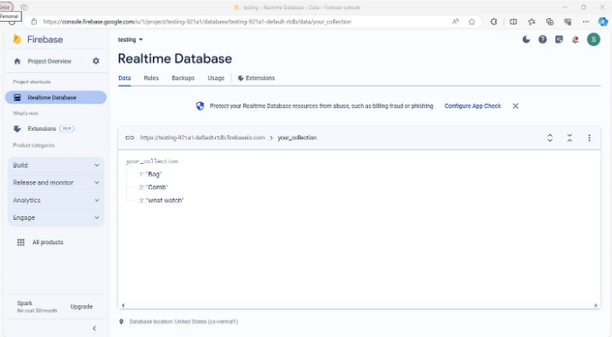 Personal
testing - Realtime Database - Data - Firebase console
https://console.firebase.google.com/u/1/project/testing-921a1/database/testing-921a1-default-rtdb/data/your_collection
Firebase
testing
Project Overview
Realtime Database
Data Rules Backups Usage Extensions
Project shortcuts
Realtime Database
What's new
Extensions NEW
Product categories
Build
Release and monitor
Analytics
Engage
All products
Spark
No-cost $0/month
Upgrade
Protect your Realtime Database resources from abuse, such as billing fraud or phishing Configure App Check
https://testing-921a1-default-rtdb.firebaseio.com your_collection
your_collection
1: "Bag"
2: "Comb"
3: "wrist watch"
Database location: United States (us-central1)
S